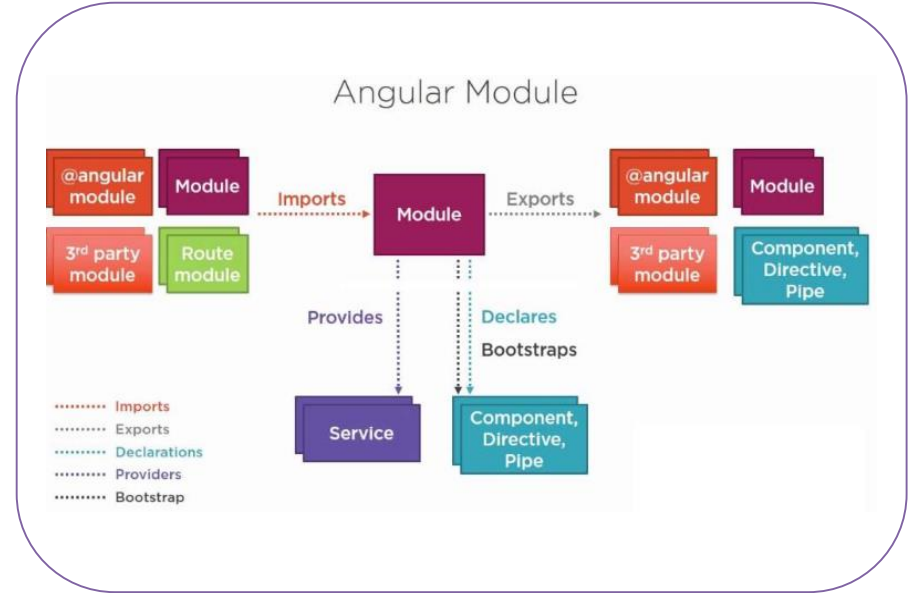 Angular Module
@angular
module
Module
3rd party
module
Route
module
Imports
Module
Exports
@angular
module
Module
3rd party
module
Component,
Directive,
Pipe
Provides
Declares
Bootstraps
Service
Component,
Directive,
Pipe
Imports
Exports
Declarations
Providers
Bootstrap